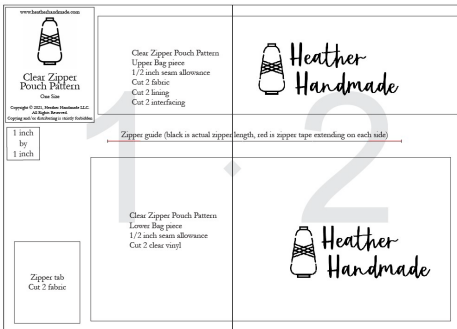 www.heatherhandmade.com
Clear Zipper
Pouch Pattern
One Size
Copyright © 2021, Heather Handmade LLC.
All Rights Reserved.
Copying and/or distributing is strictly forbidden.
Clear Zipper Pouch Pattern
Upper Bag piece
1/2 inch seam allowance
Cut 2 fabric
Cut 2 lining
Cut 2 interfacing
Heather
Handmade
1 inch
by
1 inch
Zipper guide (black is actual zipper length, red is zipper tape extending on each side)
1
2
Clear Zipper Pouch Pattern
Lower Bag piece
1/2 inch seam allowance
Cut 2 clear vinyl
Heather
Handmade
Zipper tab
Cut 2 fabric